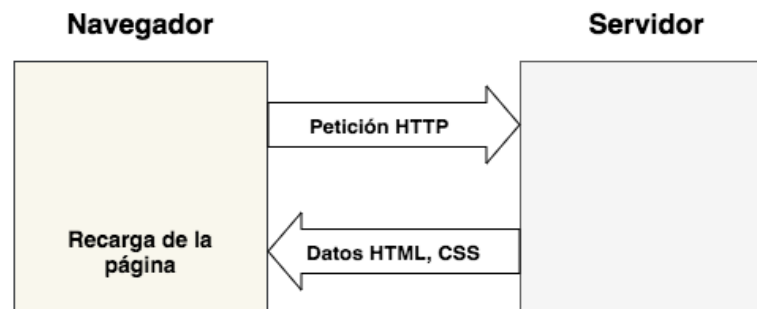 Navegador
Servidor
Petición HTTP
Recarga de la
página
Datos HTML, CSS